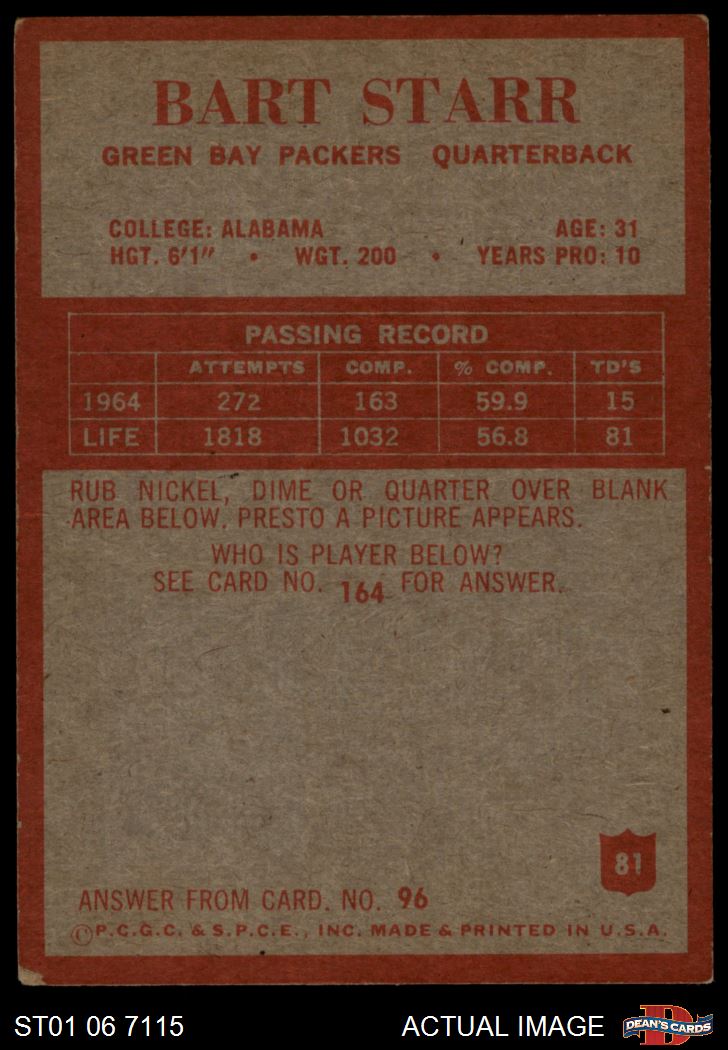 BART STARR
GREEN BAY PACKERS QUARTERBACK
COLLEGE: ALABAMA AGE: 31
HGT. 6'1" • WGT. 200 • YEARS PRO: 10
PASSING RECORD
ATTEMPTS COMP. % COMP. TD'S
1964 272 163 59.9 15
LIFE 1818 1032 56.8 81
RUB NICKEL, DIME OR QUARTER OVER BLANK
AREA BELOW. PRESTO A PICTURE APPEARS.
WHO IS PLAYER BELOW?
SEE CARD NO. 164 FOR ANSWER.
81
ANSWER FROM CARD. NO. 96
©P.C.G.C. & S.P.C.E., INC. MADE & PRINTED IN U.S.A.
ST01 06 7115 ACTUAL IMAGE
D
DEAN'S CARDS